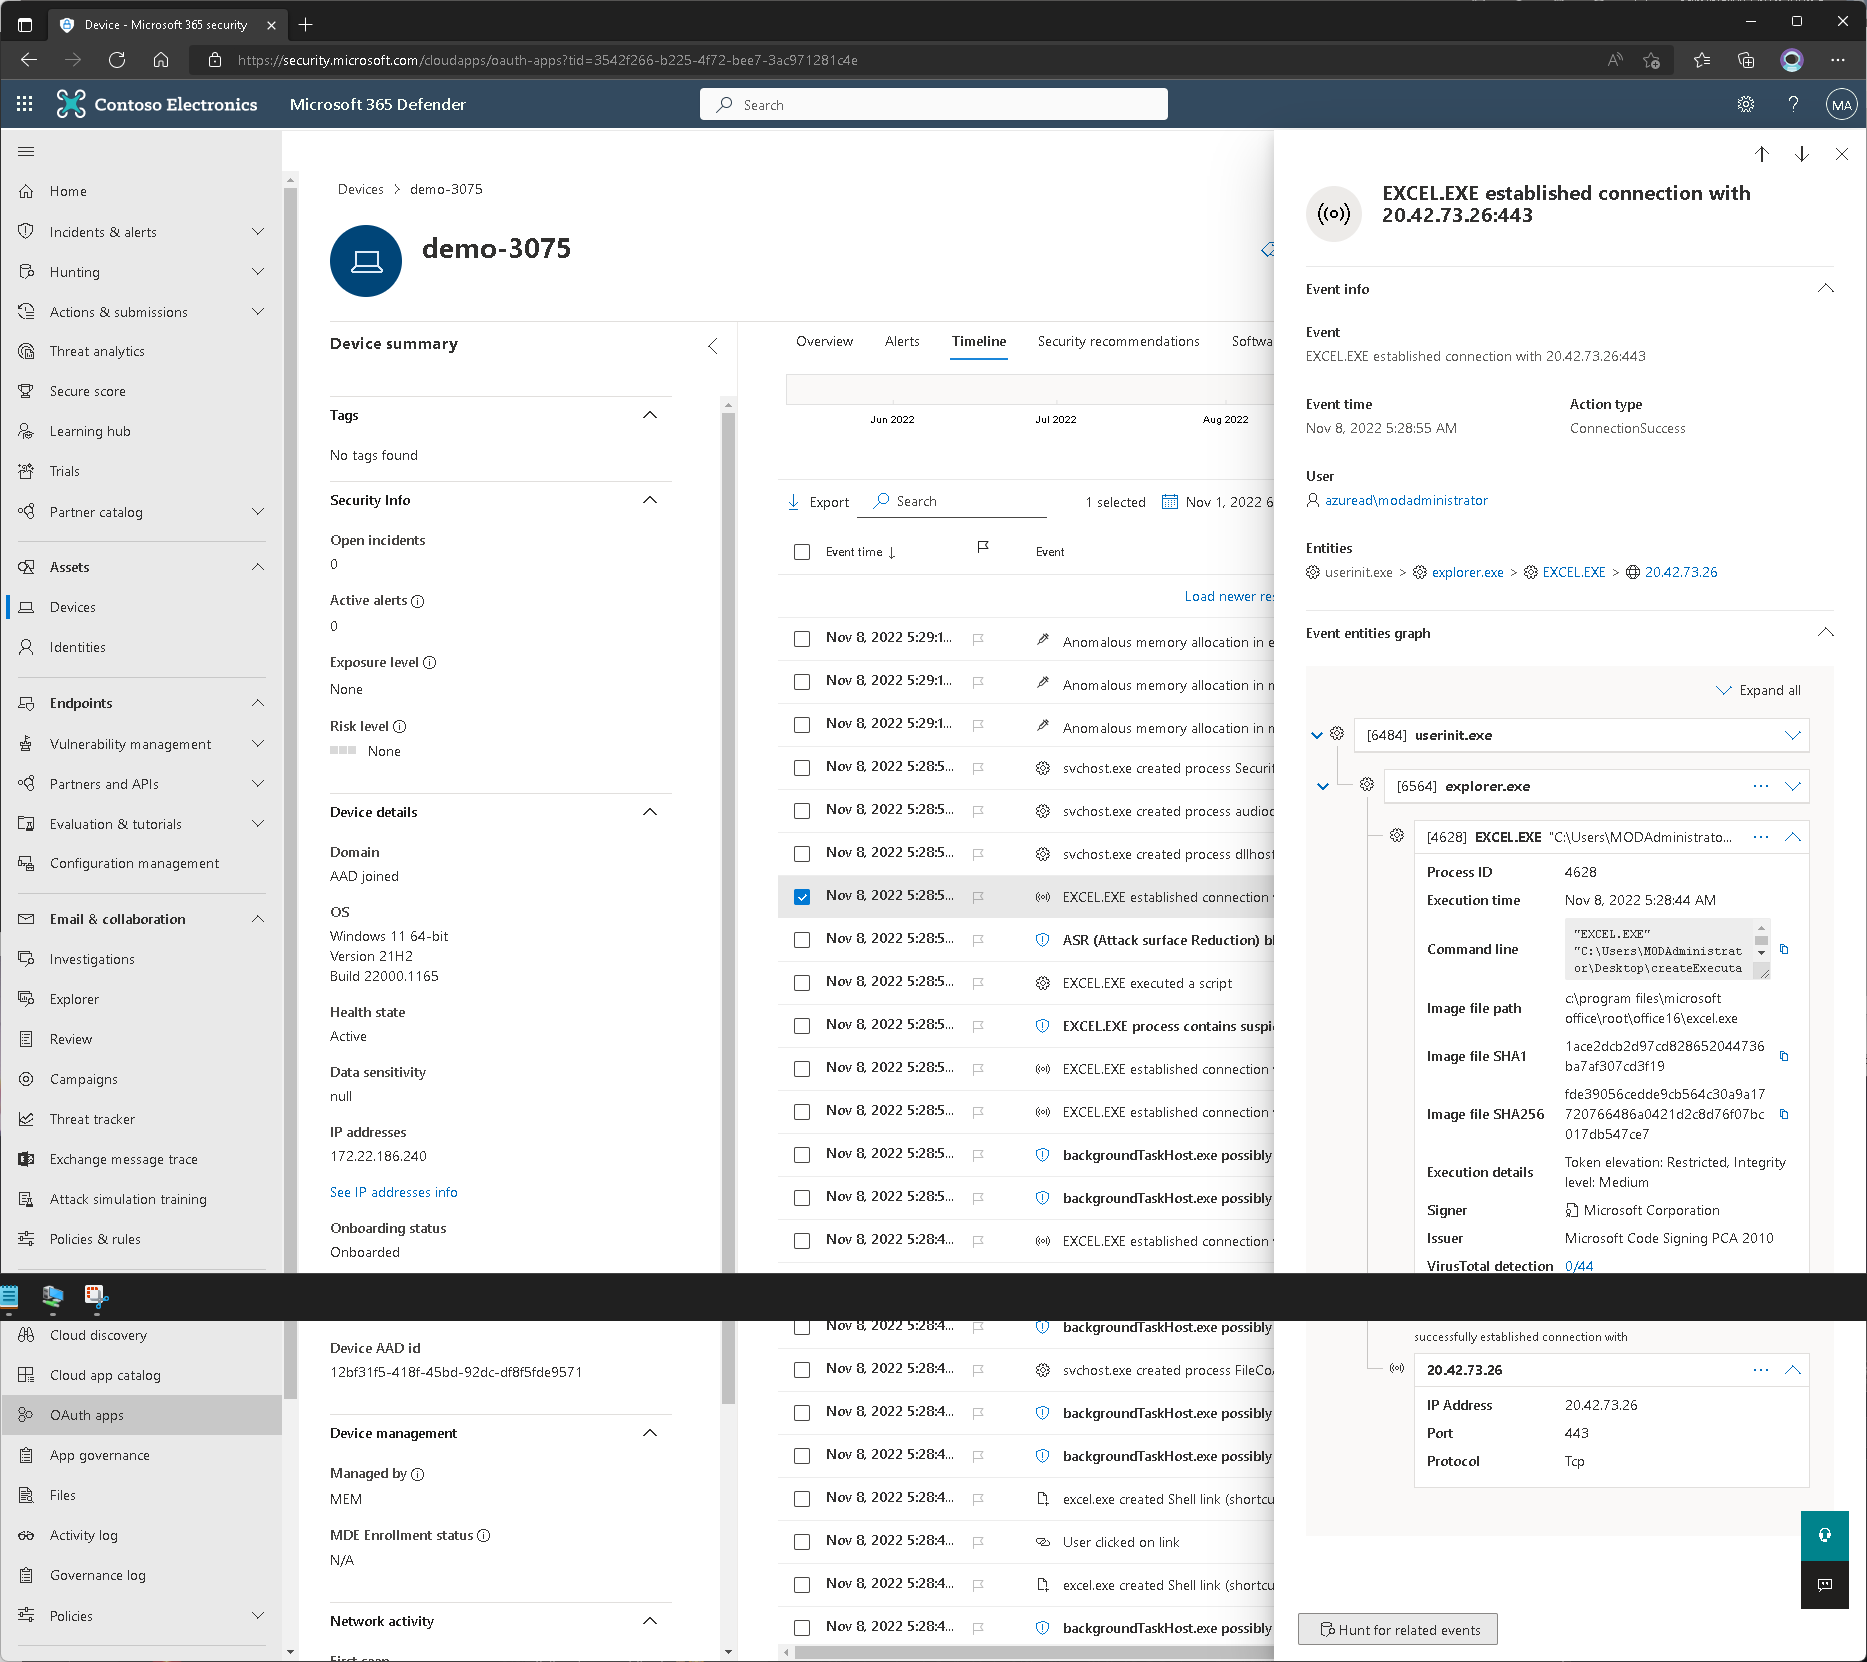 Device - Microsoft 365 security
https://security.microsoft.com/cloudapps/oauth-apps?tid=3542f266-b225-4f72-bee7-3ac971281c4e
Contoso Electronics
Microsoft 365 Defender
Search
MA
Home
Incidents & alerts
Hunting
Actions & submissions
Threat analytics
Secure score
Learning hub
Trials
Partner catalog
Assets
Devices
Identities
Endpoints
Vulnerability management
Partners and APIs
Evaluation & tutorials
Configuration management
Email & collaboration
Investigations
Explorer
Review
Campaigns
Threat tracker
Exchange message trace
Attack simulation training
Policies & rules
Cloud discovery
Cloud app catalog
OAuth apps
App governance
Files
Activity log
Governance log
Policies
Devices > demo-3075
demo-3075
Device summary
Tags
No tags found
Security Info
Open incidents
0
Active alerts
0
Exposure level
None
Risk level
None
Device details
Domain
AAD joined
OS
Windows 11 64-bit
Version 21H2
Build 22000.1165
Health state
Active
Data sensitivity
null
IP addresses
172.22.186.240
See IP addresses info
Onboarding status
Onboarded
Device AAD id
12bf31f5-418f-45bd-92dc-df8f5fde9571
Device management
Managed by
MEM
MDE Enrollment status
N/A
Network activity
First seen
Overview Alerts Timeline Security recommendations Softwa
Jun 2022 Jul 2022 Aug 2022
Export Search 1 selected Nov 1, 2022 6
Event time Event
Load newer res
Nov 8, 2022 5:29:1... Anomalous memory allocation in e
Nov 8, 2022 5:29:1... Anomalous memory allocation in m
Nov 8, 2022 5:29:1... Anomalous memory allocation in m
Nov 8, 2022 5:28:5... svchost.exe created process Securit
Nov 8, 2022 5:28:5... svchost.exe created process audiod
Nov 8, 2022 5:28:5... svchost.exe created process dllhost
Nov 8, 2022 5:28:5... EXCEL.EXE established connection
Nov 8, 2022 5:28:5... ASR (Attack surface Reduction) bl
Nov 8, 2022 5:28:5... EXCEL.EXE executed a script
Nov 8, 2022 5:28:5... EXCEL.EXE process contains suspi
Nov 8, 2022 5:28:5... EXCEL.EXE established connection
Nov 8, 2022 5:28:5... EXCEL.EXE established connection
Nov 8, 2022 5:28:5... backgroundTaskHost.exe possibly
Nov 8, 2022 5:28:5... backgroundTaskHost.exe possibly
Nov 8, 2022 5:28:4... EXCEL.EXE established connection
Nov 8, 2022 5:28:4... backgroundTaskHost.exe possibly
Nov 8, 2022 5:28:4... svchost.exe created process FileCoA
Nov 8, 2022 5:28:4... backgroundTaskHost.exe possibly
Nov 8, 2022 5:28:4... backgroundTaskHost.exe possibly
Nov 8, 2022 5:28:4... excel.exe created Shell link (shortcu
Nov 8, 2022 5:28:4... User clicked on link
Nov 8, 2022 5:28:4... excel.exe created Shell link (shortcu
Nov 8, 2022 5:28:4... backgroundTaskHost.exe possibly
EXCEL.EXE established connection with
20.42.73.26:443
Event info
Event
EXCEL.EXE established connection with 20.42.73.26:443
Event time Action type
Nov 8, 2022 5:28:55 AM ConnectionSuccess
User
azuread\modadministrator
Entities
userinit.exe > explorer.exe > EXCEL.EXE > 20.42.73.26
Event entities graph
Expand all
[6484] userinit.exe
[6564] explorer.exe
[4628] EXCEL.EXE "C:\Users\MODAdministrato...
Process ID 4628
Execution time Nov 8, 2022 5:28:44 AM
Command line "EXCEL.EXE"
"C:\Users\MODAdministrat
or\Desktop\createExecuta
Image file path c:\program files\microsoft
office\root\office16\excel.exe
Image file SHA1 1ace2dcb2d97cd828652044736
ba7af307cd3f19
Image file SHA256 fde39056cedde9cb564c30a9a17
720766486a0421d2c8d76f07bc
017db547ce7
Execution details Token elevation: Restricted, Integrity
level: Medium
Signer Microsoft Corporation
Issuer Microsoft Code Signing PCA 2010
VirusTotal detection 0/44
successfully established connection with
20.42.73.26
IP Address 20.42.73.26
Port 443
Protocol Tcp
Hunt for related events